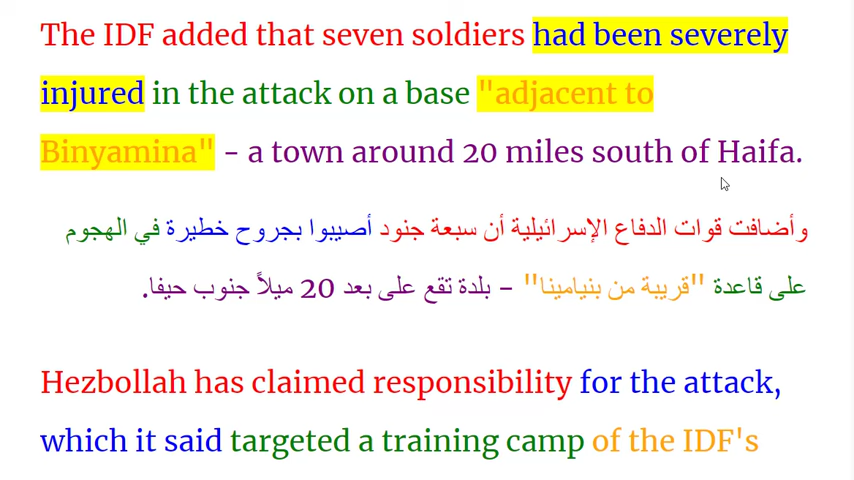 The IDF added that seven soldiers had been severely
injured in the attack on a base "adjacent to
Binyamina" - a town around 20 miles south of Haifa.
وأضافت قوات الدفاع الإسرائيلية أن سبعة جنود أصيبوا بجروح خطيرة في الهجوم
على قاعدة "قريبة من بنيامينا" - بلدة تقع على بعد 20 ميلاً جنوب حيفا.
Hezbollah has claimed responsibility for the attack,
which it said targeted a training camp of the IDF's